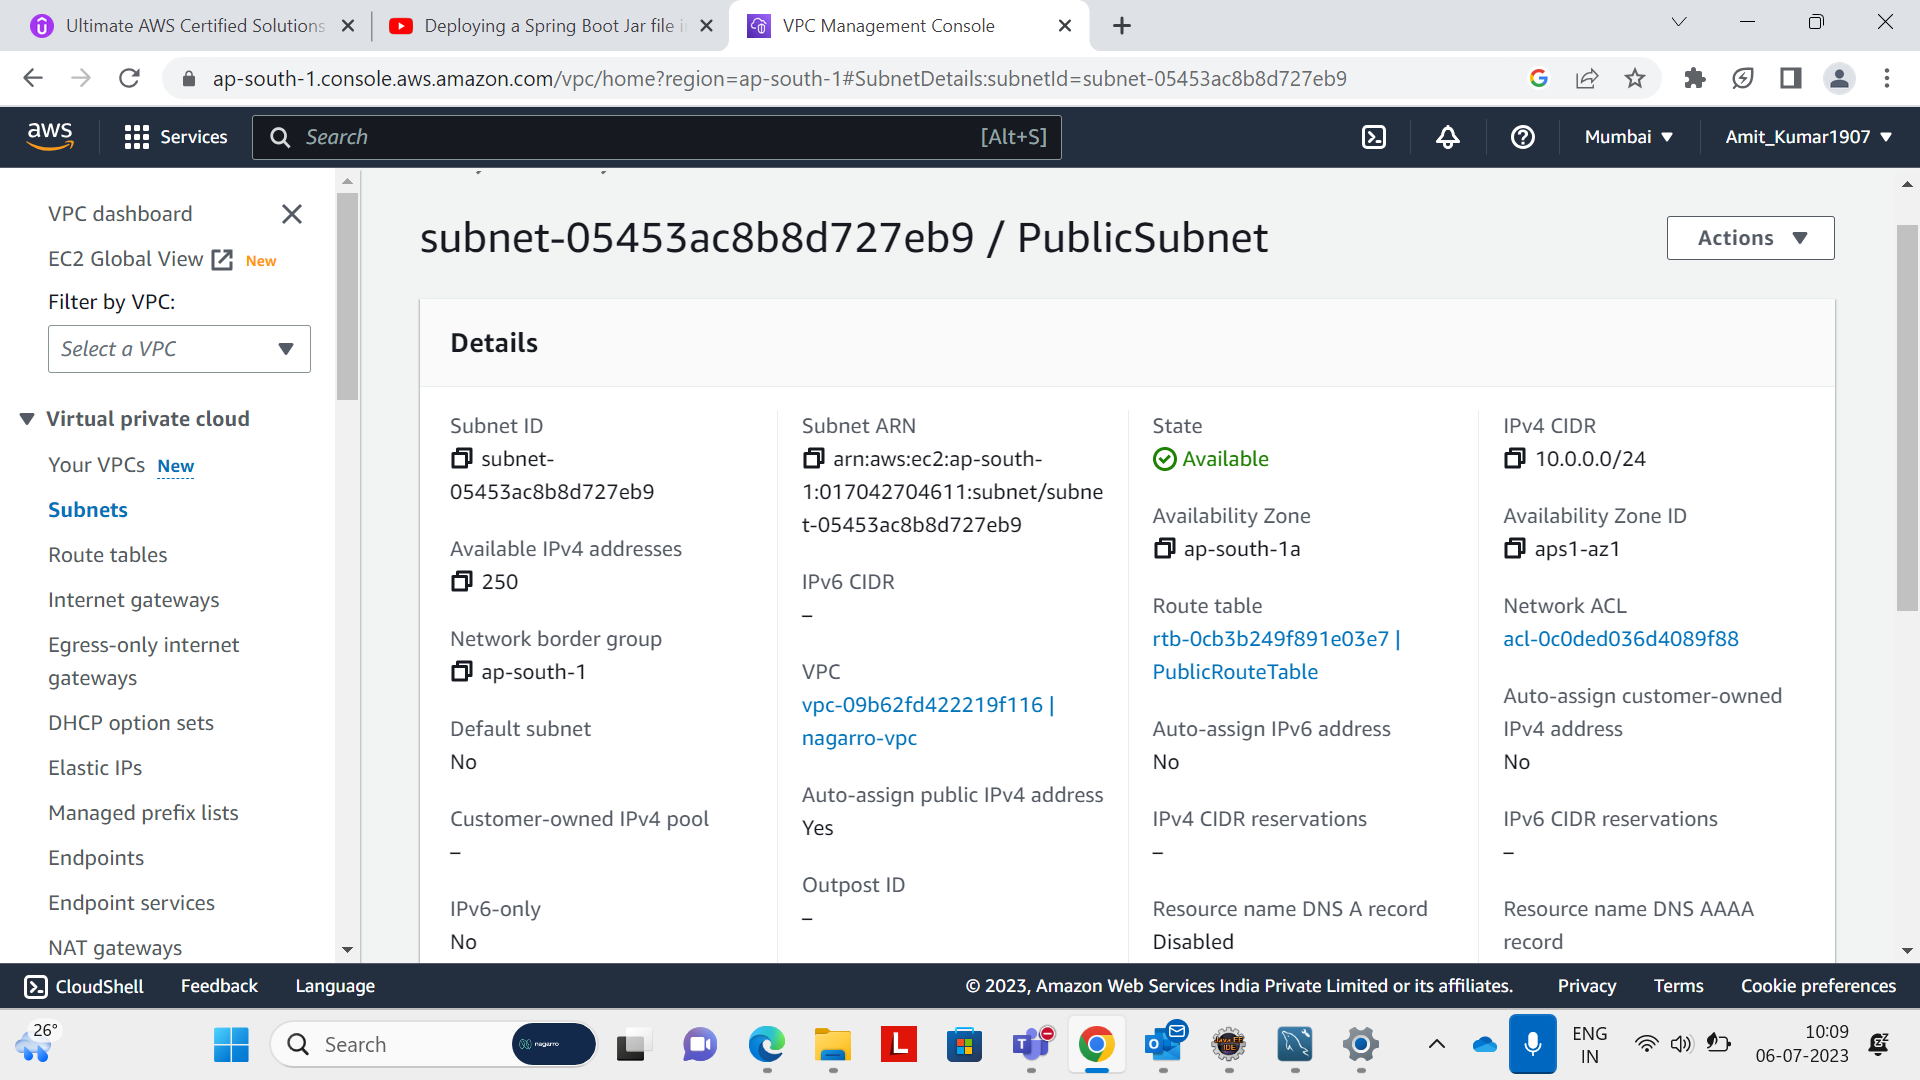 Ultimate AWS Certified Solutions
Deploying a Spring Boot Jar file i
VPC Management Console
ap-south-1.console.aws.amazon.com/vpc/home?region=ap-south-1#SubnetDetails:subnetId=subnet-05453ac8b8d727eb9
aws
Services
Search
[Alt+S]
Mumbai
Amit_Kumar1907
VPC dashboard
EC2 Global View New
Filter by VPC:
Select a VPC
Virtual private cloud
Your VPCs New
Subnets
Route tables
Internet gateways
Egress-only internet
gateways
DHCP option sets
Elastic IPs
Managed prefix lists
Endpoints
Endpoint services
NAT gateways
subnet-05453ac8b8d727eb9 / PublicSubnet
Actions
Details
Subnet ID
subnet-
05453ac8b8d727eb9
Available IPv4 addresses
250
Network border group
ap-south-1
Default subnet
No
Customer-owned IPv4 pool
–
IPv6-only
No
Subnet ARN
arn:aws:ec2:ap-south-
1:017042704611:subnet/subne
t-05453ac8b8d727eb9
IPv6 CIDR
–
VPC
vpc-09b62fd422219f116 |
nagarro-vpc
Auto-assign public IPv4 address
Yes
Outpost ID
–
State
Available
Availability Zone
ap-south-1a
Route table
rtb-0cb3b249f891e03e7 |
PublicRouteTable
Auto-assign IPv6 address
No
IPv4 CIDR reservations
–
Resource name DNS A record
Disabled
IPv4 CIDR
10.0.0.0/24
Availability Zone ID
aps1-az1
Network ACL
acl-0c0ded036d4089f88
Auto-assign customer-owned
IPv4 address
No
IPv6 CIDR reservations
–
Resource name DNS AAAA
record
CloudShell
Feedback
Language
© 2023, Amazon Web Services India Private Limited or its affiliates.
Privacy
Terms
Cookie preferences
26°
Search
nagarro
L
Java EE
IDE
ENG
IN
10:09
06-07-2023